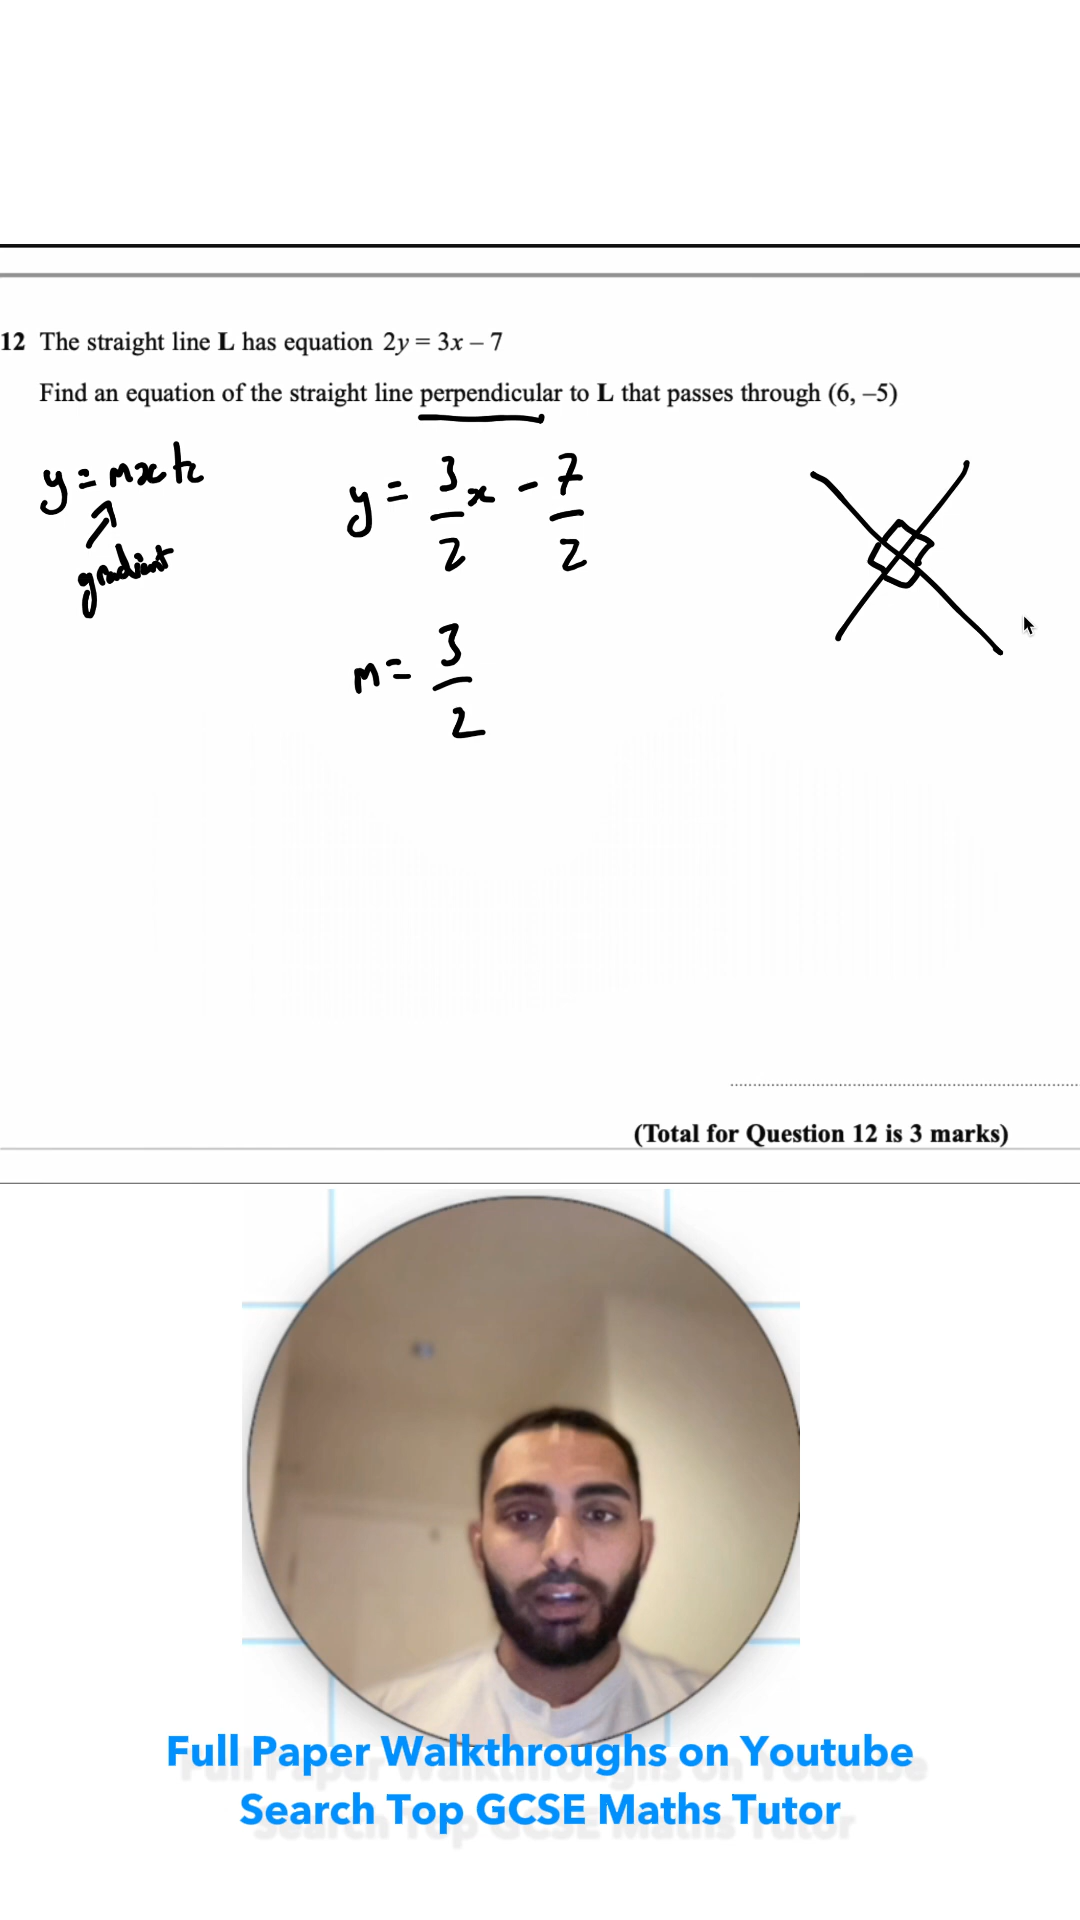 12 The straight line L has equation 2y = 3x – 7
Find an equation of the straight line perpendicular to L that passes through (6, –5)
y = mx+c
gradient
y = 3/2 x - 7/2
m = 3/2
(Total for Question 12 is 3 marks)
Full Paper Walkthroughs on Youtube
Search Top GCSE Maths Tutor